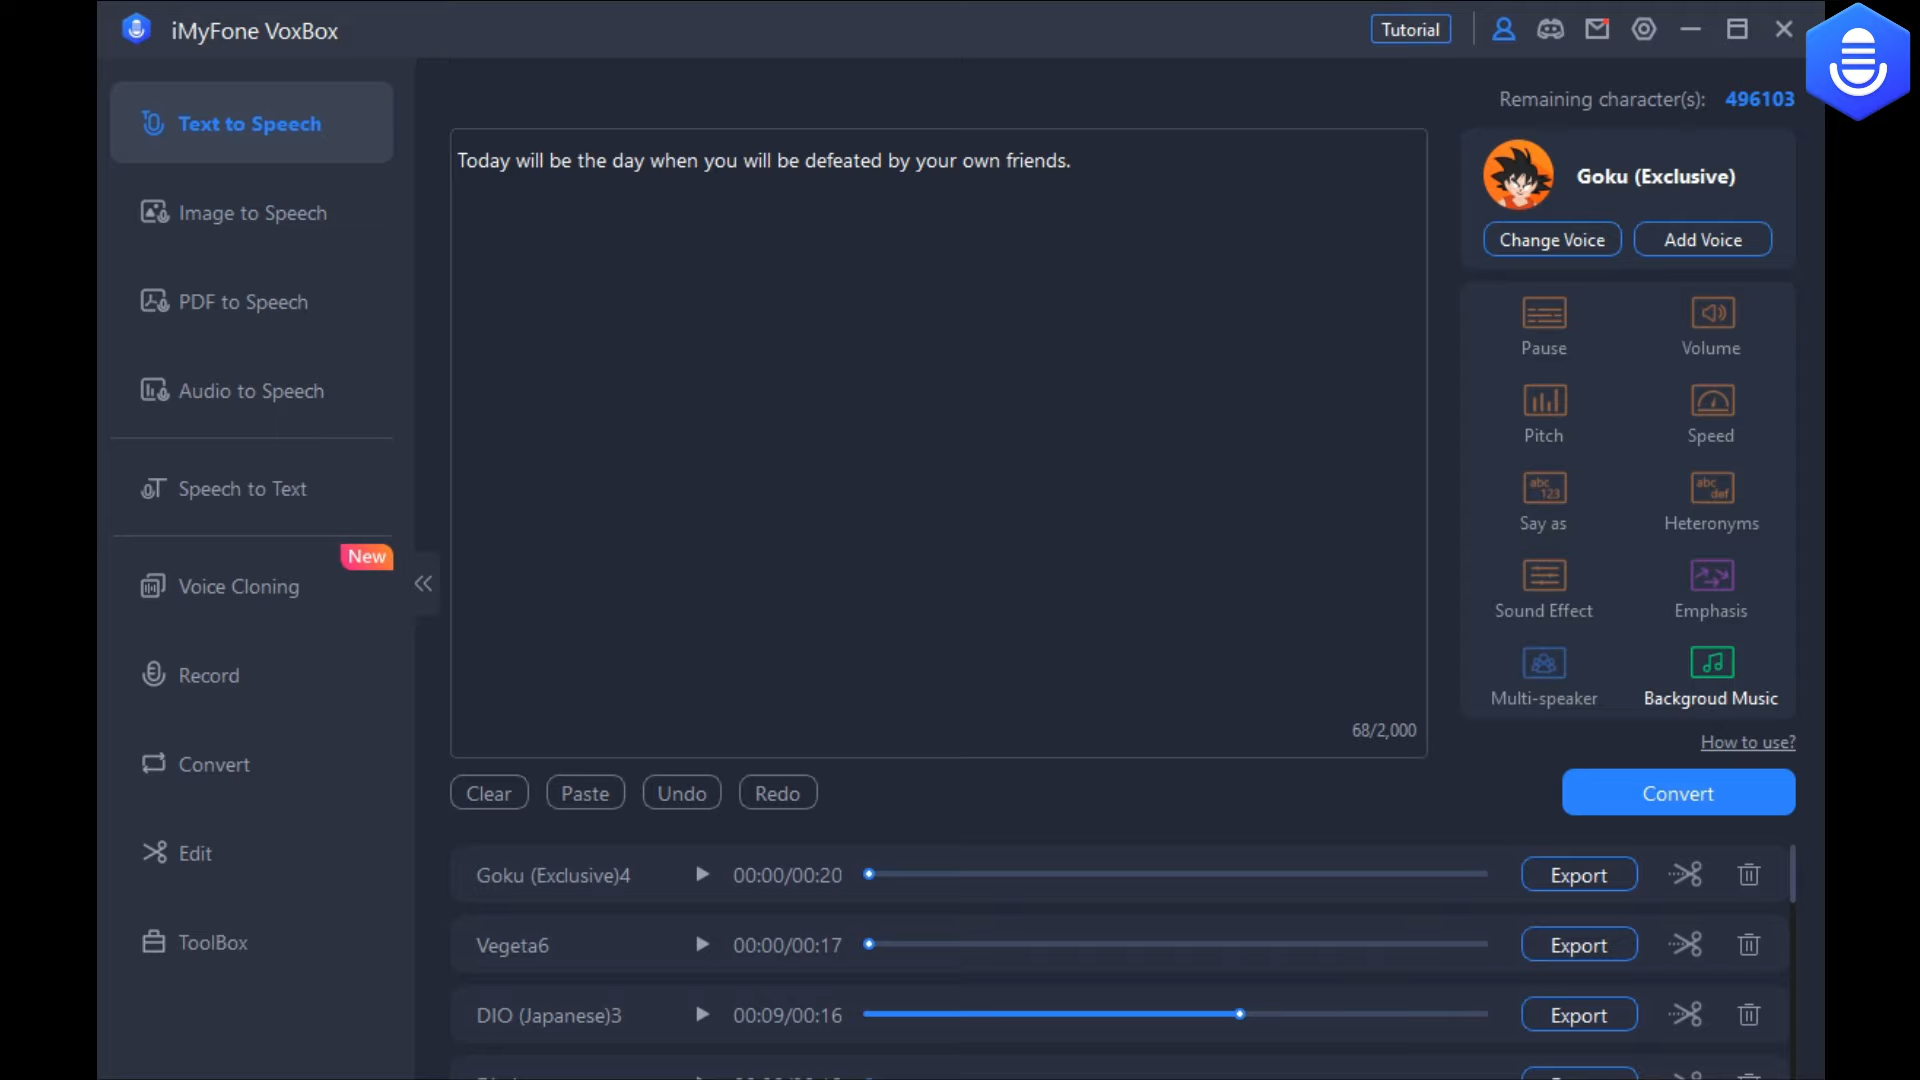 iMyFone VoxBox
Tutorial
Remaining character(s): 496103
Text to Speech
Image to Speech
PDF to Speech
Audio to Speech
Speech to Text
New
Voice Cloning
Record
Convert
Edit
ToolBox
Today will be the day when you will be defeated by your own friends.
68/2,000
Clear
Paste
Undo
Redo
Goku (Exclusive)
Change Voice
Add Voice
Pause
Volume
Pitch
Speed
abc 123
Say as
abc def
Heteronyms
Sound Effect
Emphasis
Multi-speaker
Backgroud Music
How to use?
Convert
Goku (Exclusive)4 00:00/00:20 Export
Vegeta6 00:00/00:17 Export
DIO (Japanese)3 00:09/00:16 Export